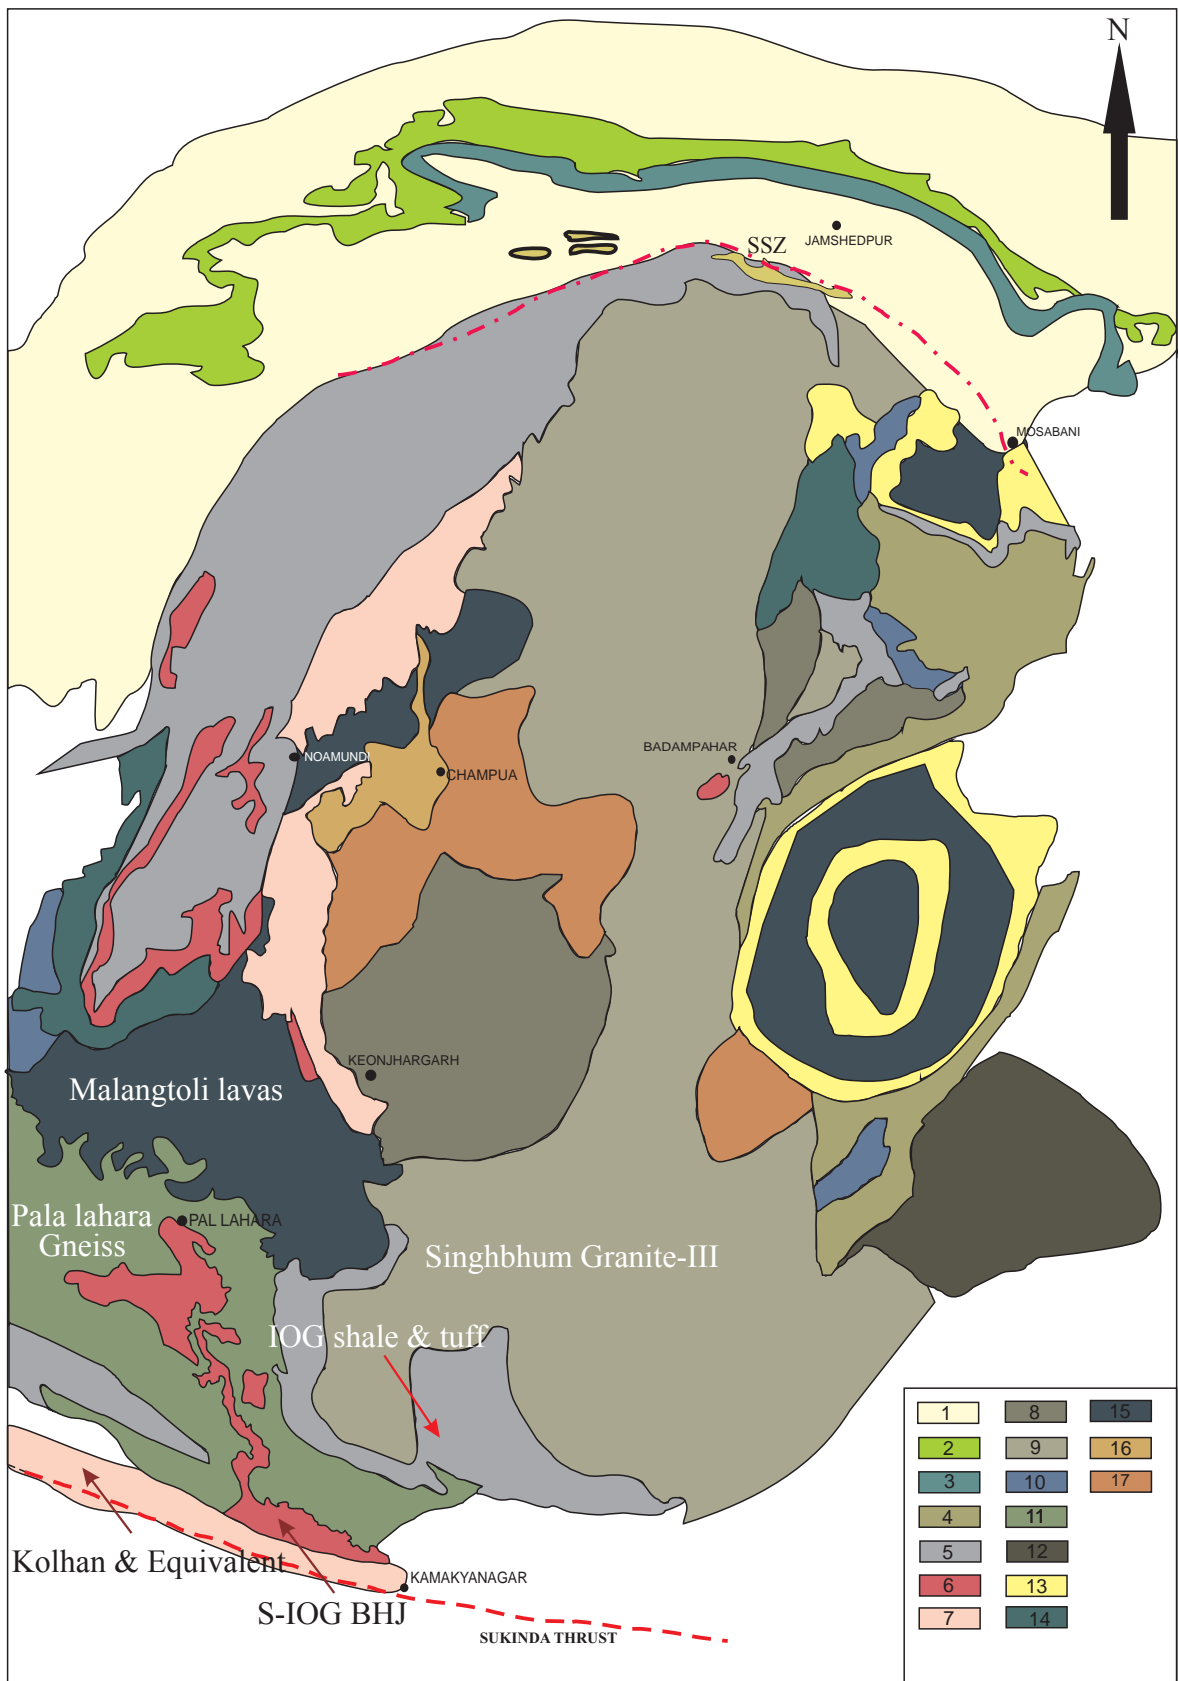 N
JAMSHEDPUR
SSZ
MOSABANI
NOAMUNDI
BADAMPAHAR
CHAMPUA
KEONJHARGARH
Malangtoli lavas
Pala lahara
Gneiss
PAL LAHARA
Singhbhum Granite-III
IOG shale & tuff
Kolhan & Equivalent
KAMAKYANAGAR
S-IOG BHJ
SUKINDA THRUST
1
2
3
4
5
6
7
8
9
10
11
12
13
14
15
16
17